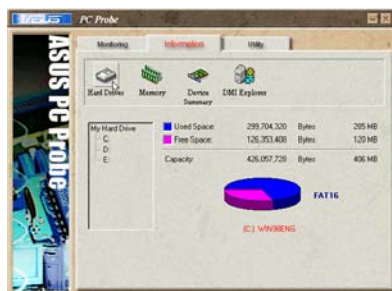 ASUS PC Probe
Monitoring Information Utility
Hard Drives Memory Device Summary DMI Explorer
ASUS PC Probe
My Hard Drive
C:
D:
E:
Used Space: 299,704,320 Bytes 285 MB
Free Space: 126,353,408 Bytes 120 MB
Capacity: 426,057,728 Bytes 406 MB
FAT16
(C:) WIN98ENG